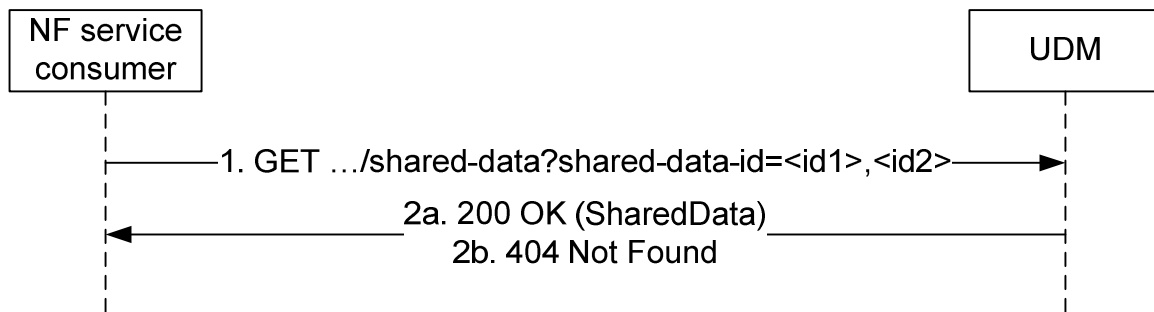 NF service
consumer
UDM
1. GET …/shared-data?shared-data-id=<id1>,<id2>
2a. 200 OK (SharedData)
2b. 404 Not Found